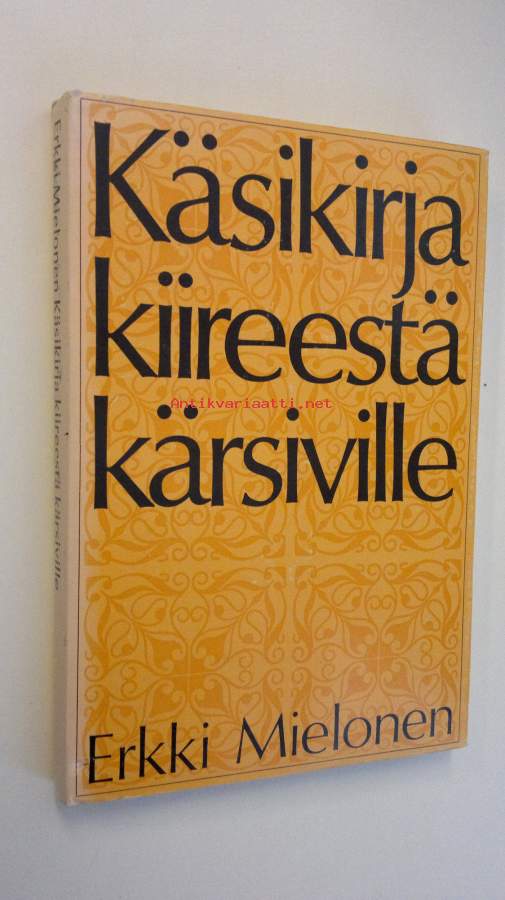 Käsikirja
kiireestä
kärsiville
Erkki Mielonen
Erkki Mielonen Käsikirja kiireestä kärsiville
Antikvariaatti.net